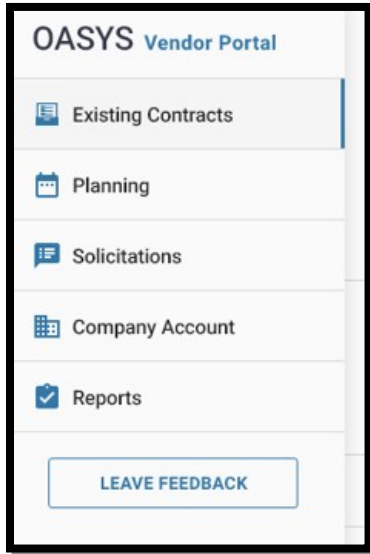 OASYS Vendor Portal
Existing Contracts
Planning
Solicitations
Company Account
Reports
LEAVE FEEDBACK